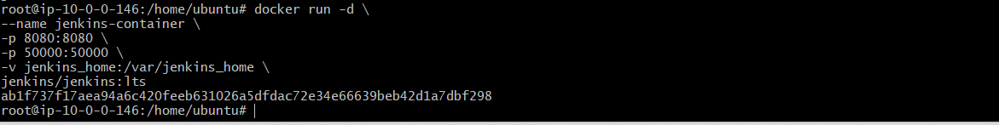 root@ip-10-0-0-146:/home/ubuntu# docker run -d \
--name jenkins-container \
-p 8080:8080 \
-p 50000:50000 \
-v jenkins_home:/var/jenkins_home \
jenkins/jenkins:lts
ab1f737f17aea94a6c420feeb631026a5dfdac72e34e66639beb42d1a7dbf298
root@ip-10-0-0-146:/home/ubuntu#